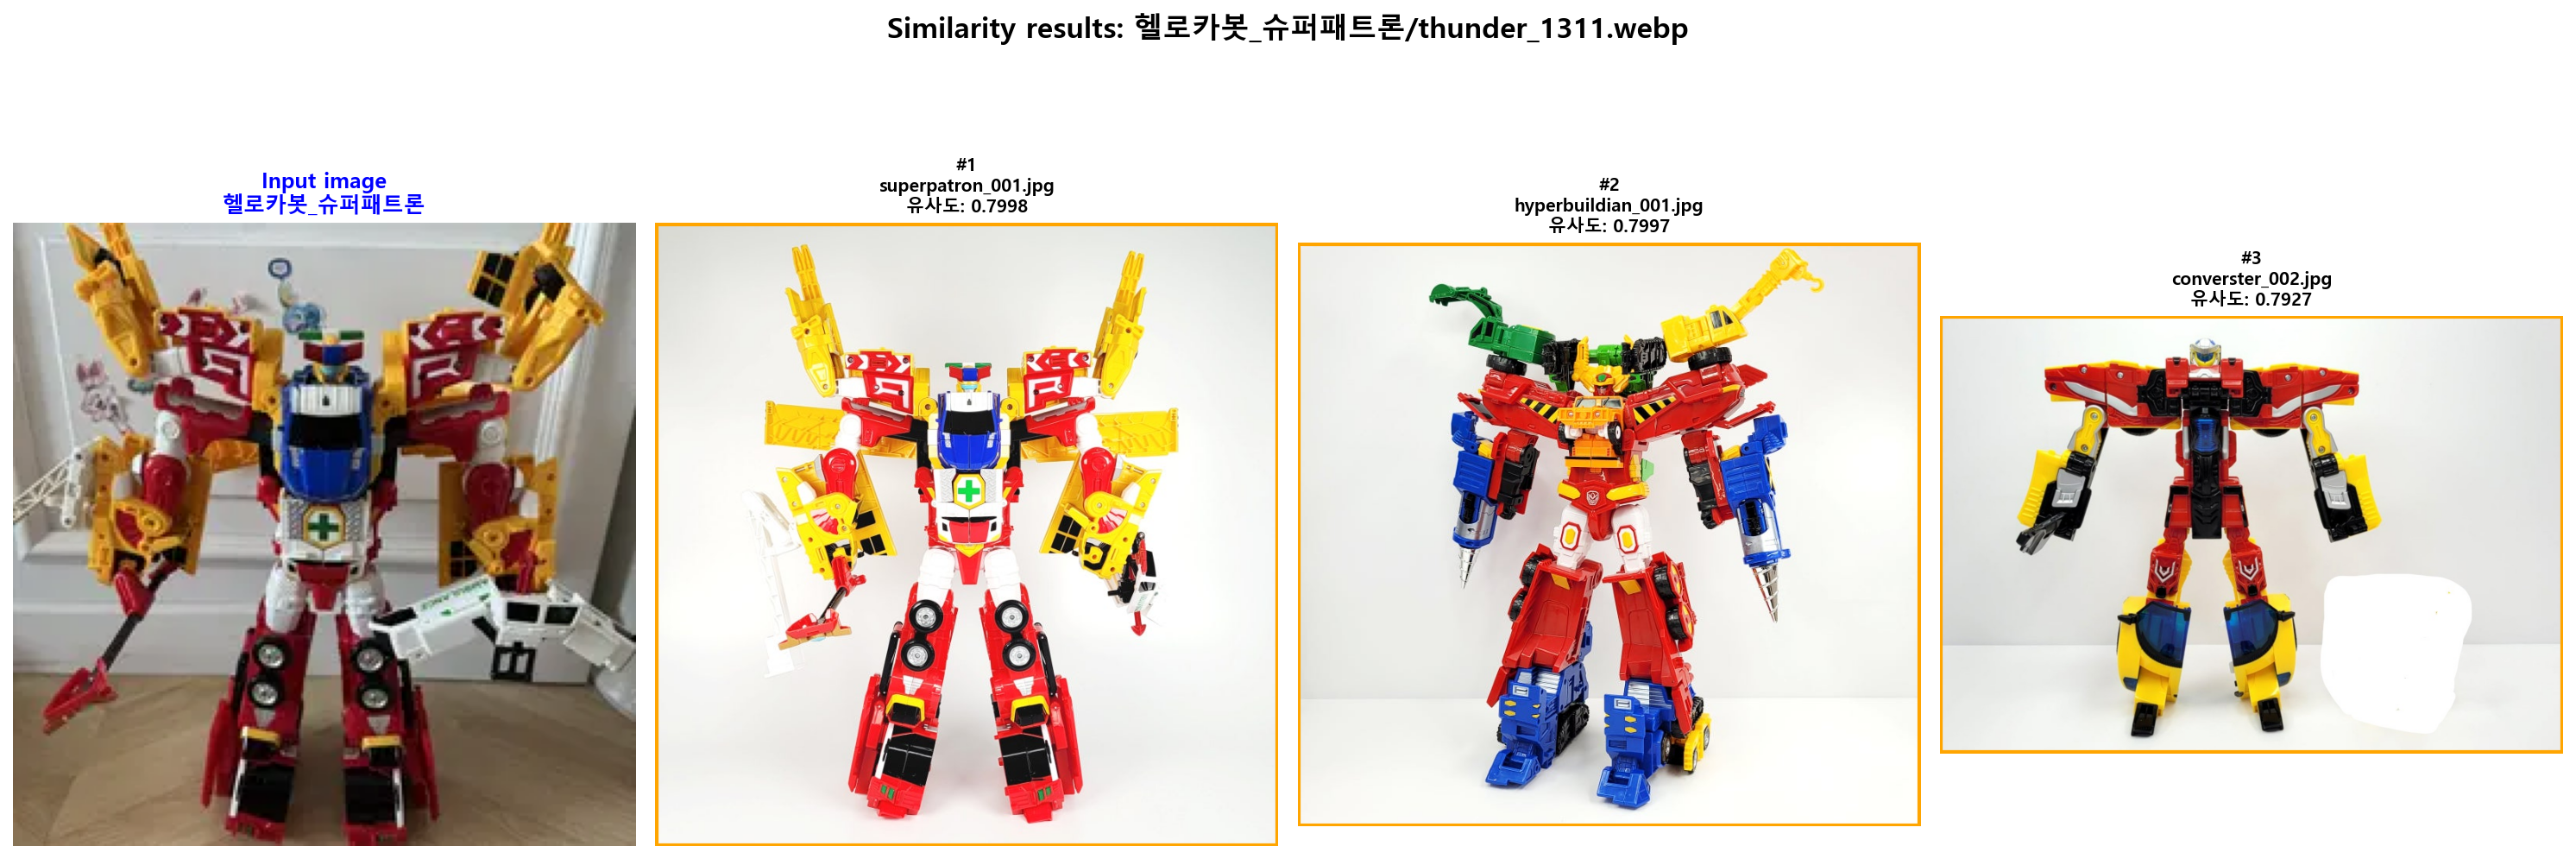 Similarity results: 헬로카봇_슈퍼패트론/thunder_1311.webp
Input image
헬로카봇_슈퍼패트론
#1
superpatron_001.jpg
유사도: 0.7998
#2
hyperbuildian_001.jpg
유사도: 0.7997
#3
converster_002.jpg
유사도: 0.7927
AMBULANCE